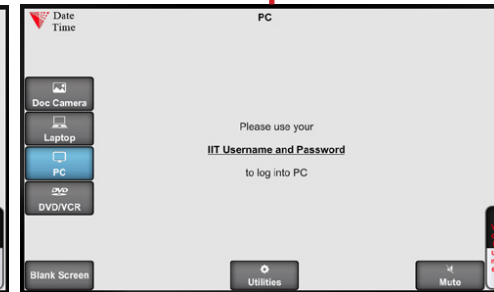 Date
Time
PC
Doc Camera
Laptop
PC
DVD
DVD/VCR
Please use your
IIT Username and Password
to log into PC
Blank Screen
Utilities
Mute